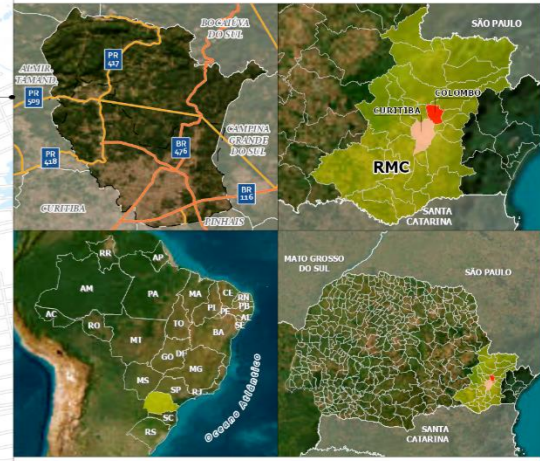 BOCAIÚVA
DO SUL
PR
417
ALMIR.
TAMAND.
PR
509
CAMPINA
GRANDE
DO SUL
BR
476
PR
418
BR
116
CURITIBA
PINHAIS
SÃO PAULO
COLOMBO
CURITIBA
RMC
SANTA
CATARINA
RR
AP
AM
PA
MA
CE
RN
PB
PI
PE
AL
SE
AC
RO
TO
BA
MT
GO
DF
MG
MS
SP
RJ
SC
RS
Oceano Atlântico
MATO GROSSO
DO SUL
SÃO PAULO
SANTA
CATARINA